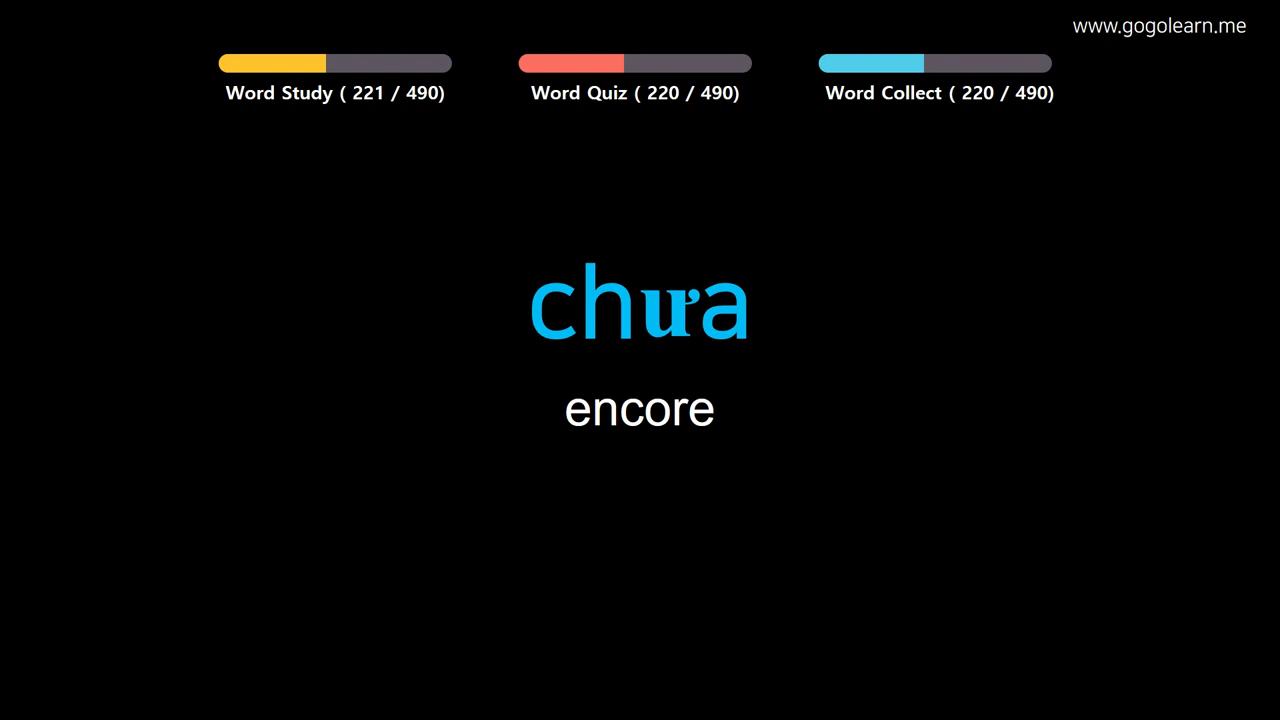 www.gogolearn.me
Word Study ( 221 / 490)
Word Quiz ( 220 / 490)
Word Collect ( 220 / 490)
chưa
encore